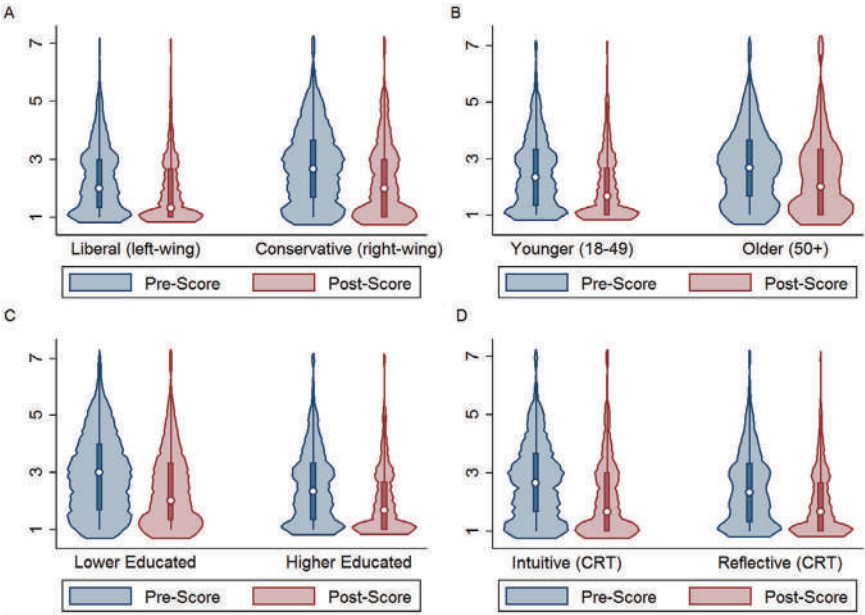 A
7
5
3
1
Liberal (left-wing) Conservative (right-wing)
Pre-Score Post-Score
B
7
5
3
1
Younger (18-49) Older (50+)
Pre-Score Post-Score
C
7
5
3
1
Lower Educated Higher Educated
Pre-Score Post-Score
D
7
5
3
1
Intuitive (CRT) Reflective (CRT)
Pre-Score Post-Score